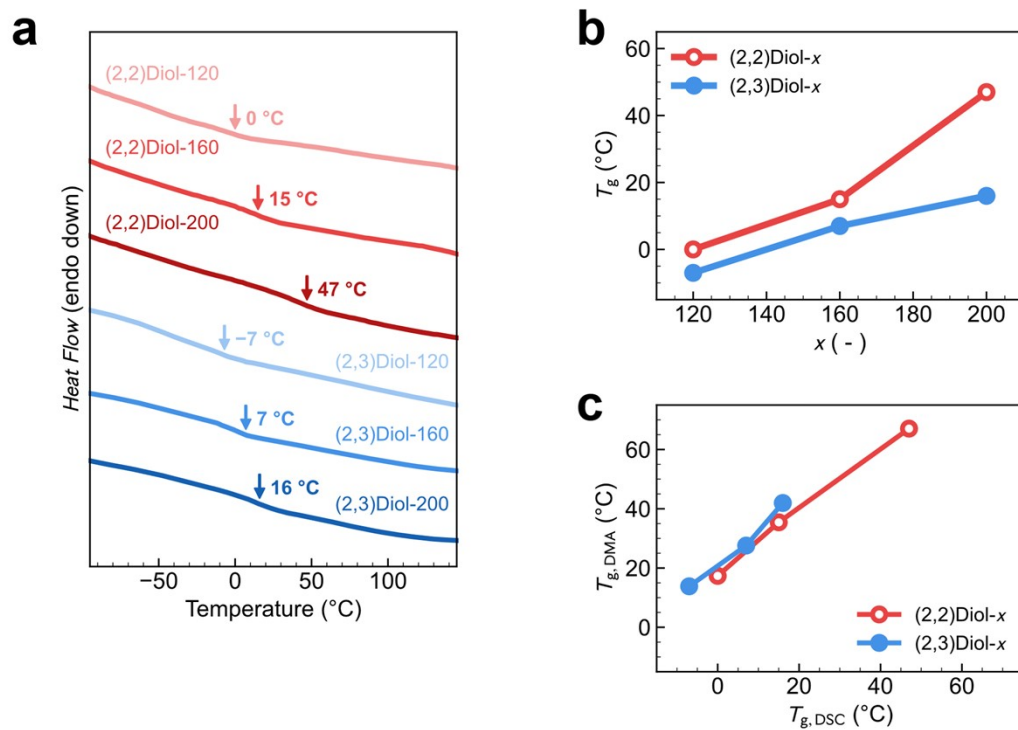 a
(2,2)Diol-120
0 °C
(2,2)Diol-160
15 °C
(2,2)Diol-200
47 °C
−7 °C
(2,3)Diol-120
7 °C
(2,3)Diol-160
16 °C
(2,3)Diol-200
Heat Flow (endo down)
−50 0 50 100
Temperature (°C)
b
(2,2)Diol-x
(2,3)Diol-x
60
40
20
0
Tg (°C)
120 140 160 180 200
x ( - )
c
60
40
20
0
Tg, DMA (°C)
(2,2)Diol-x
(2,3)Diol-x
0 20 40 60
Tg, DSC (°C)